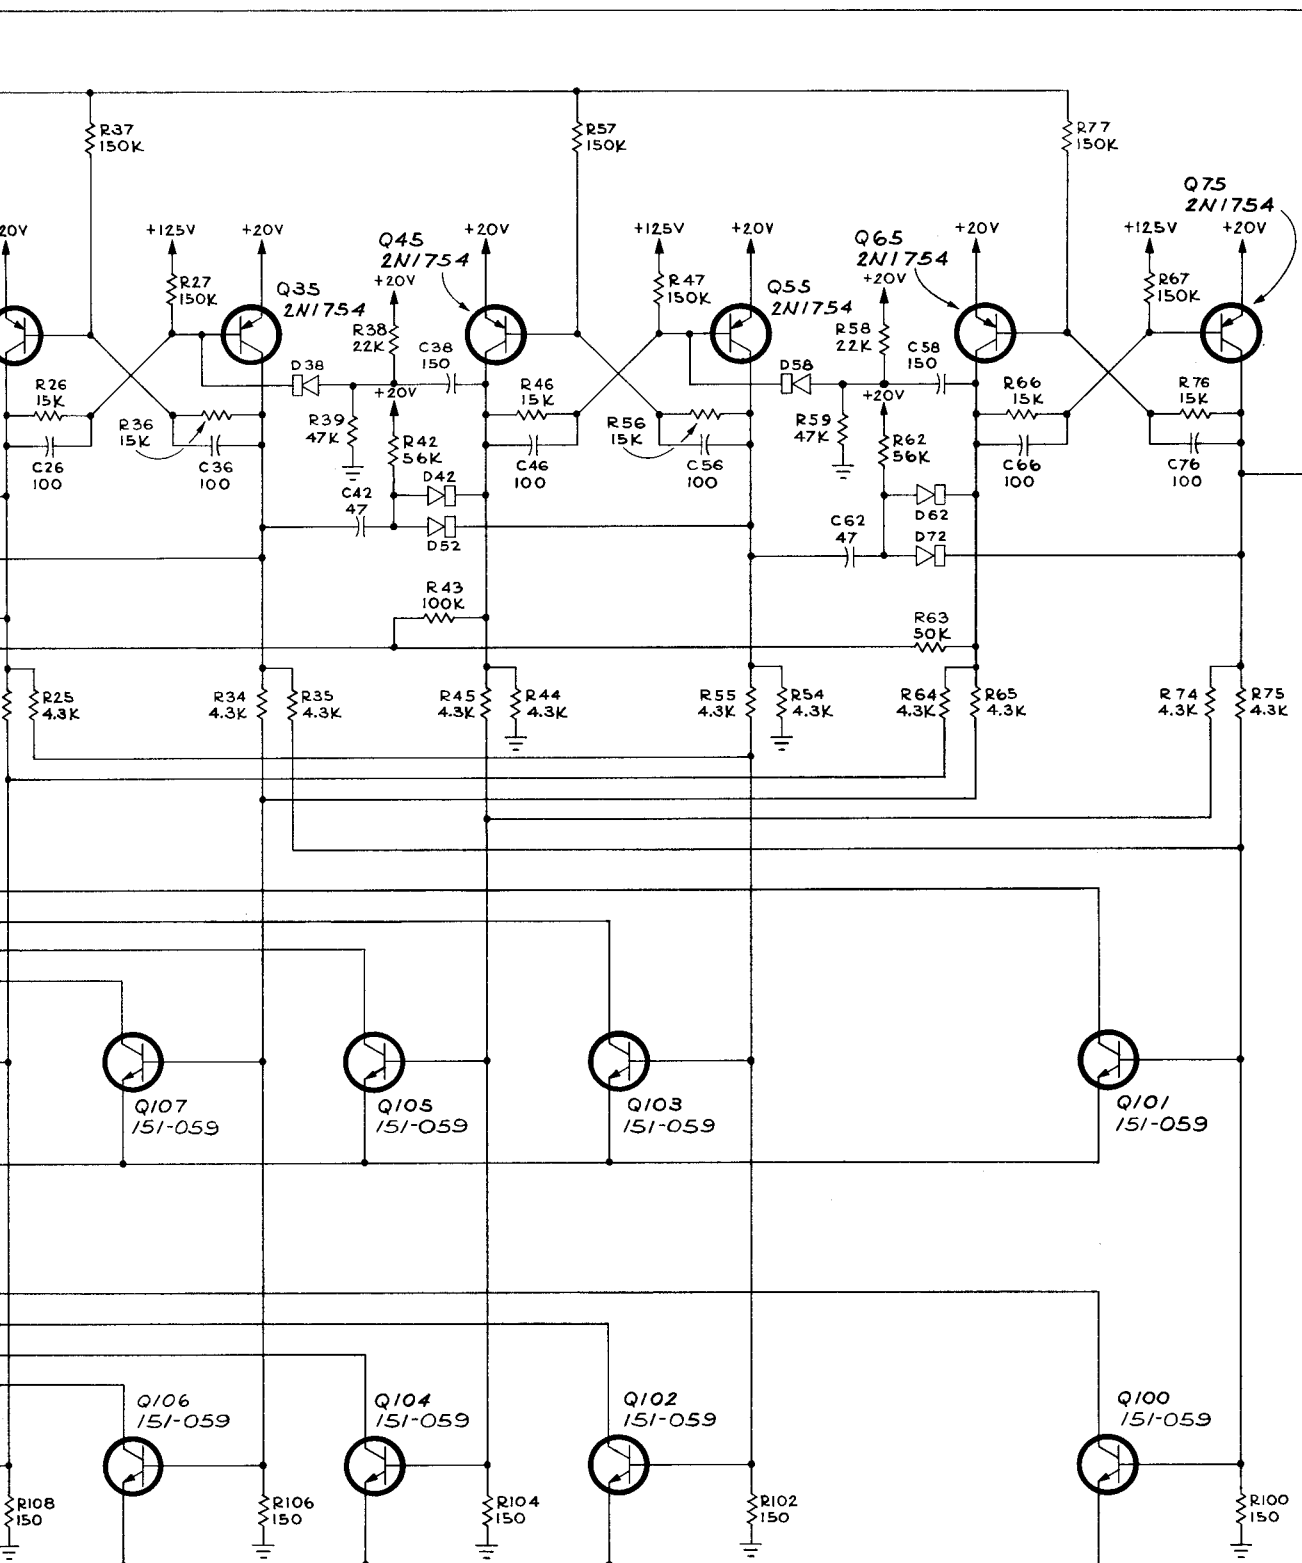 R37
150K
R57
150K
R77
150K
Q75
2N1754
20V
+125V
+20V
Q45
2N1754
+20V
+125V
+20V
Q65
2N1754
+20V
+125V
+20V
R27
150K
Q35
2N1754
+20V
R47
150K
Q55
2N1754
+20V
R67
150K
R38
22K
R58
22K
D38
C38
150
D58
C58
150
R26
15K
+20V
R46
15K
+20V
R66
15K
R76
15K
R36
15K
R39
47K
R42
56K
R56
15K
R59
47K
R62
56K
C26
100
C36
100
C46
100
C56
100
C66
100
C76
100
D42
C42
47
D52
D62
C62
47
D72
R43
100K
R63
50K
R25
4.3K
R34
4.3K
R35
4.3K
R45
4.3K
R44
4.3K
R55
4.3K
R54
4.3K
R64
4.3K
R65
4.3K
R74
4.3K
R75
4.3K
Q107
151-059
Q105
151-059
Q103
151-059
Q101
151-059
Q106
151-059
Q104
151-059
Q102
151-059
Q100
151-059
R108
150
R106
150
R104
150
R102
150
R100
150